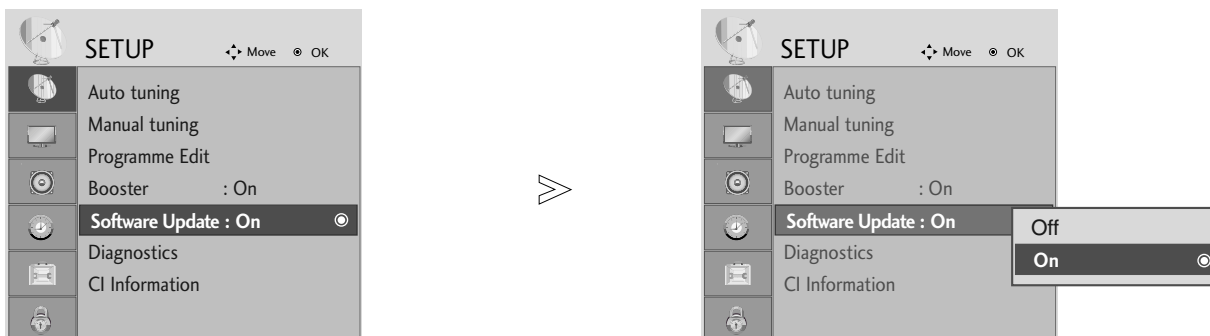 SETUP Move OK
Auto tuning
Manual tuning
Programme Edit
Booster : On
Software Update : On
Diagnostics
CI Information
SETUP Move OK
Auto tuning
Manual tuning
Programme Edit
Booster : On
Software Update : On
Diagnostics
CI Information
Off
On